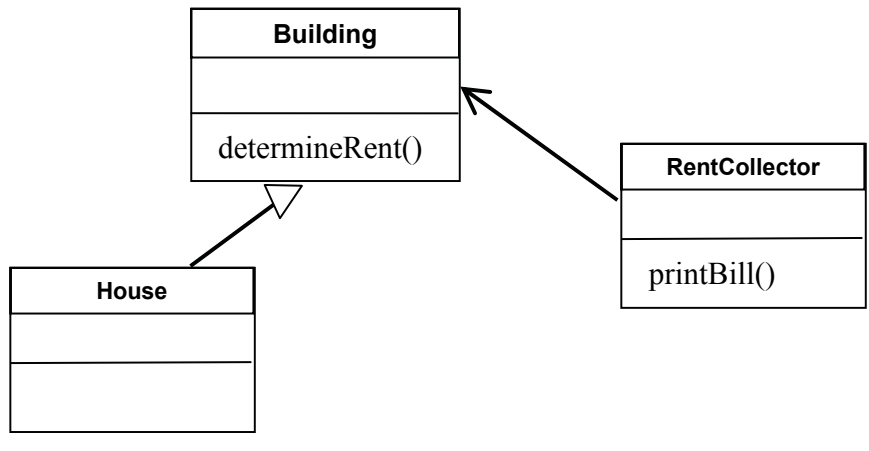 Building
determineRent()
RentCollector
printBill()
House